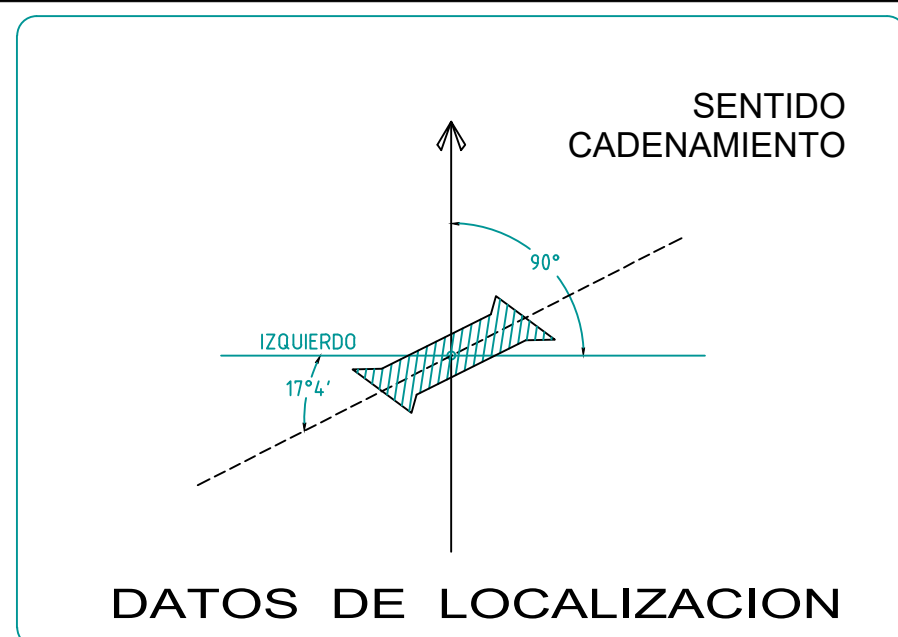 SENTIDO
CADENAMIENTO
90°
IZQUIERDO
17°4'
DATOS DE LOCALIZACION